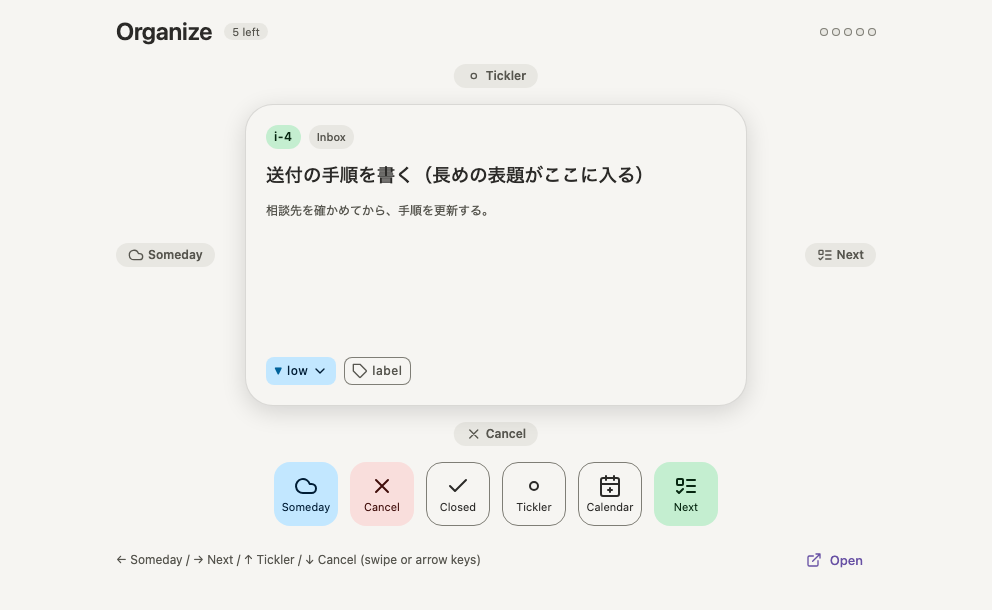 Organize
5 left
Tickler
i-4
Inbox
送付の手順を書く（長めの表題がここに入る）
相談先を確かめてから、手順を更新する。
Someday
Next
low
label
Cancel
Someday
Cancel
Closed
Tickler
Calendar
Next
← Someday / → Next / ↑ Tickler / ↓ Cancel (swipe or arrow keys)
Open